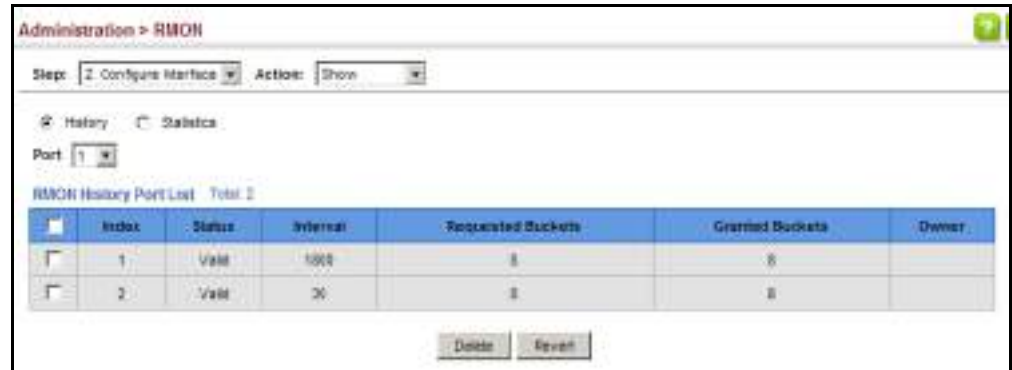 Administration > RMON
?
Step: 2. Configure Interface Action: Show
History Statistics
Port 1
RMON History Port List Total: 2
Index Status Interval Requested Buckets Granted Buckets Owner
1 Valid 1800 8 8
2 Valid 30 8 8
Delete Revert